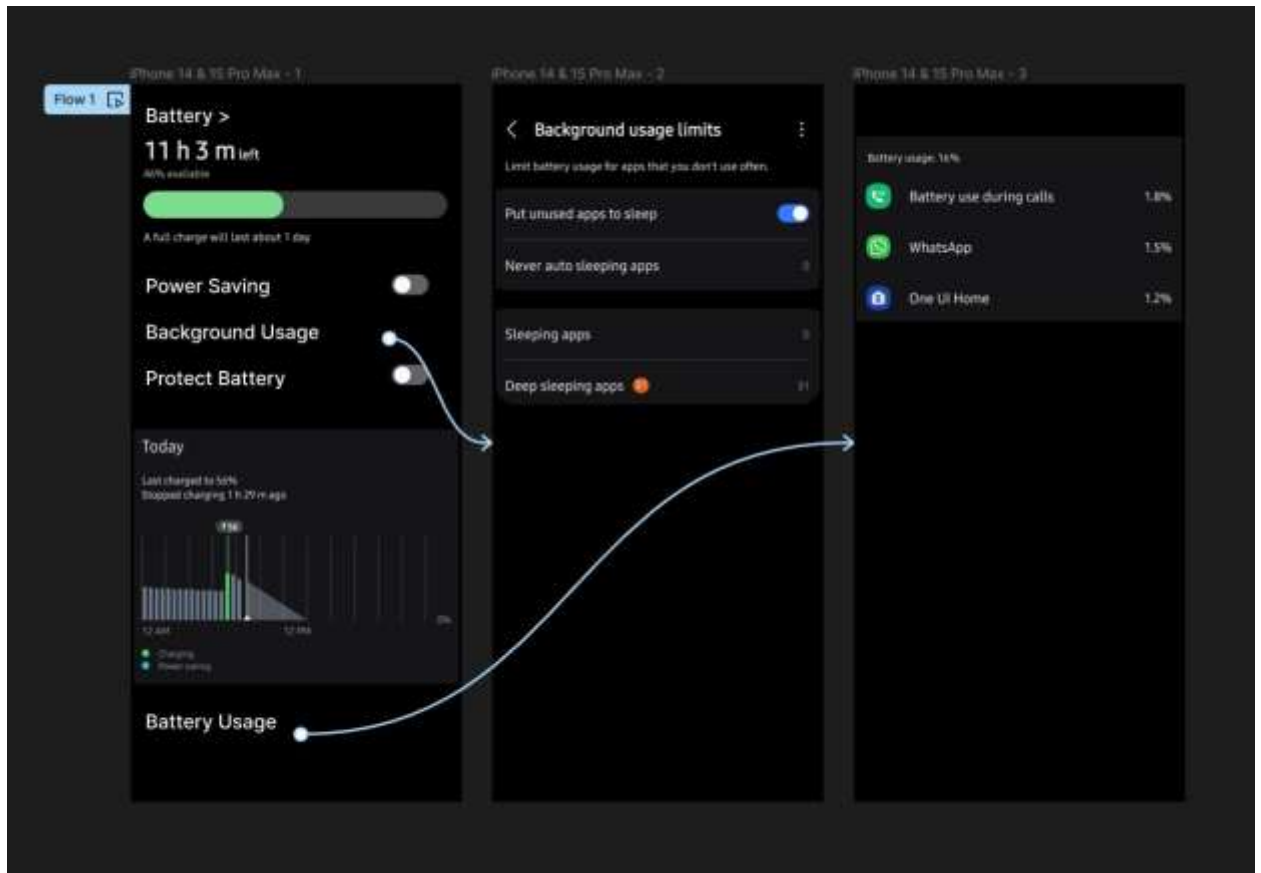 iPhone 14 & 15 Pro Max - 1
Flow 1
Battery >
11 h 3 m left
46% available
A full charge will last about 1 day
Power Saving
Background Usage
Protect Battery
Today
Last charged to 56%
Stopped charging 1 h 29 m ago
12 AM
12 PM
0%
Charging
Power saving
Battery Usage
iPhone 14 & 15 Pro Max - 2
Background usage limits
Limit battery usage for apps that you don't use often.
Put unused apps to sleep
Never auto sleeping apps
Sleeping apps
Deep sleeping apps
iPhone 14 & 15 Pro Max - 3
Battery usage: 16%
Battery use during calls 1.8%
WhatsApp 1.5%
One UI Home 1.2%